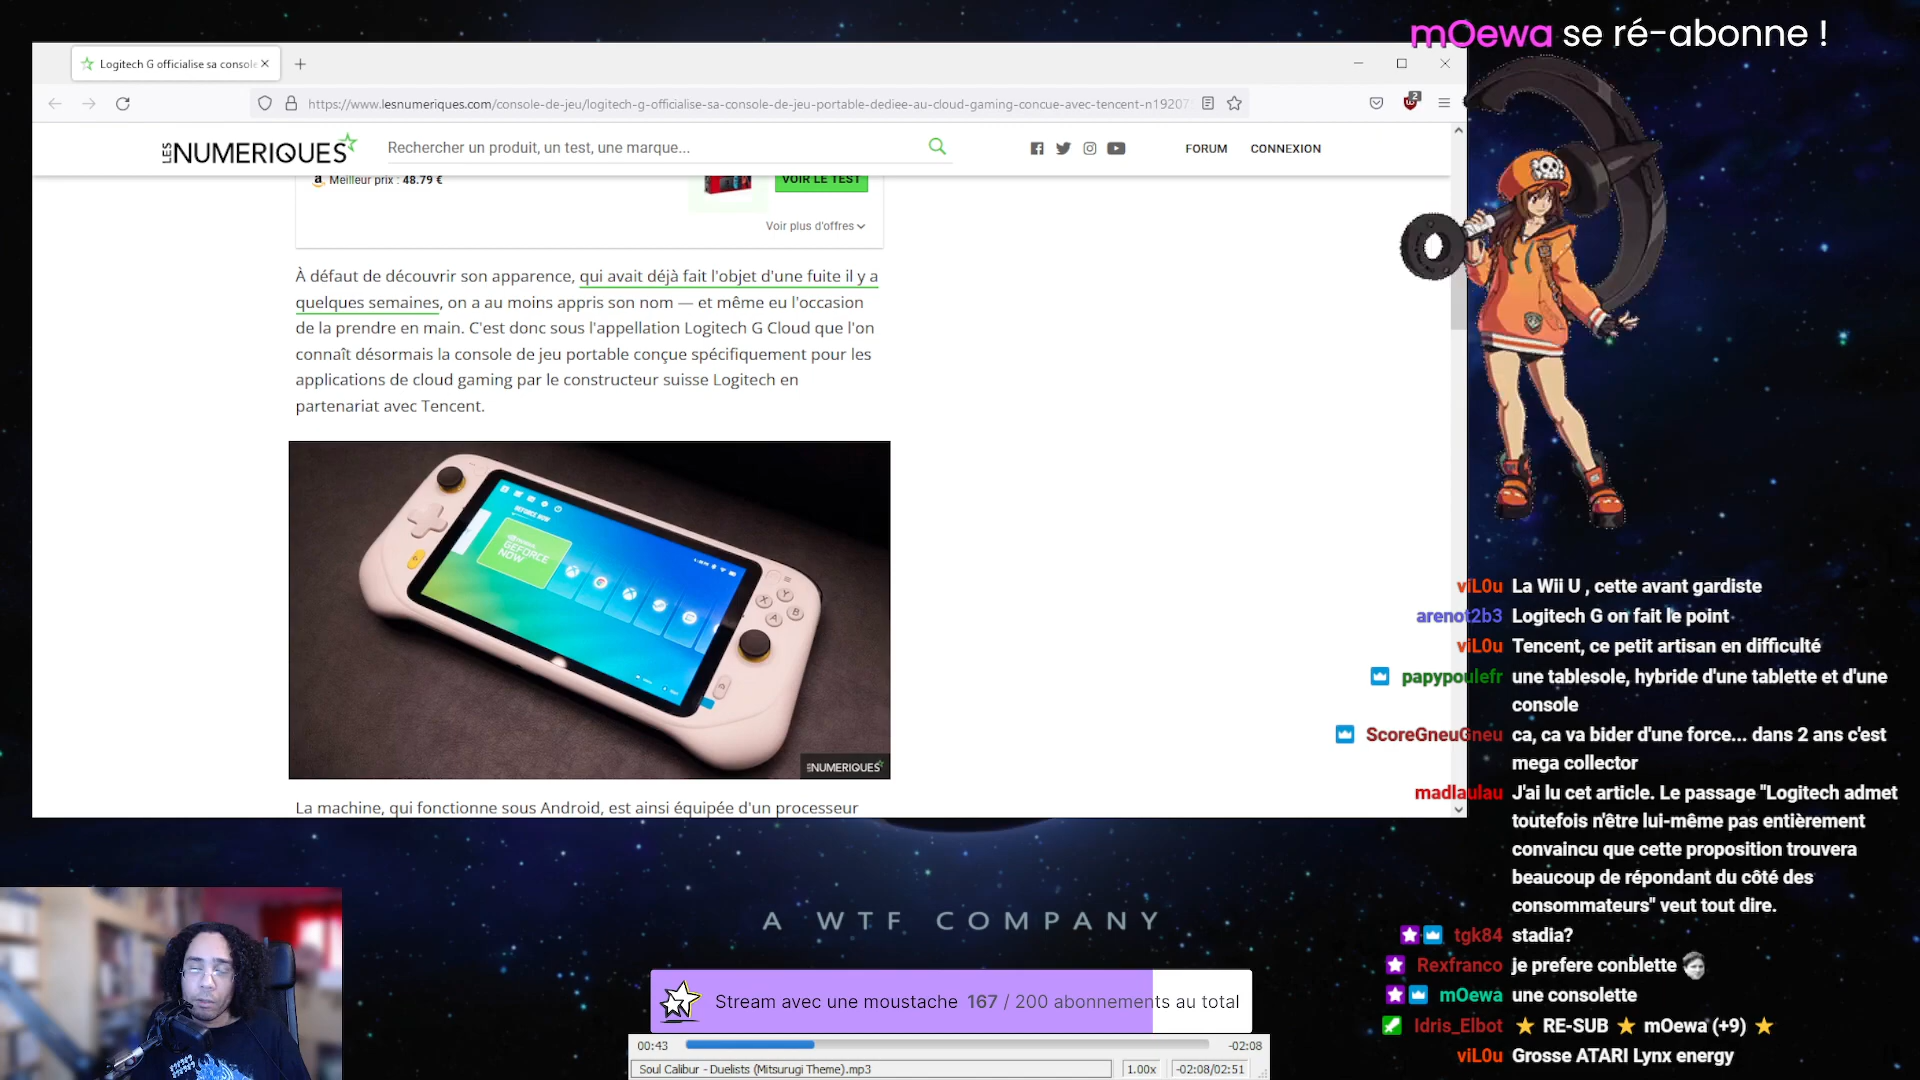 mOewa se ré-abonne !
Logitech G officialise sa console
https://www.lesnumeriques.com/console-de-jeu/logitech-g-officialise-sa-console-de-jeu-portable-dediee-au-cloud-gaming-concue-avec-tencent-n19207
2
LES NUMERIQUES
Rechercher un produit, un test, une marque...
FORUM
CONNEXION
a Meilleur prix : 48.79 €
VOIR LE TEST
Voir plus d'offres
À défaut de découvrir son apparence, qui avait déjà fait l'objet d'une fuite il y a
quelques semaines, on a au moins appris son nom — et même eu l'occasion
de la prendre en main. C'est donc sous l'appellation Logitech G Cloud que l'on
connaît désormais la console de jeu portable conçue spécifiquement pour les
applications de cloud gaming par le constructeur suisse Logitech en
partenariat avec Tencent.
GEFORCE NOW
NVIDIA
GEFORCE
NOW
X Y
A B
LES NUMERIQUES
La machine, qui fonctionne sous Android, est ainsi équipée d'un processeur
viL0u La Wii U , cette avant gardiste
arenot2b3 Logitech G on fait le point
viL0u Tencent, ce petit artisan en difficulté
papypoulefr une tablesole, hybride d'une tablette et d'une
console
ScoreGneuGneu ca, ca va bider d'une force... dans 2 ans c'est
mega collector
madlaulau J'ai lu cet article. Le passage "Logitech admet
toutefois n'être lui-même pas entièrement
convaincu que cette proposition trouvera
beaucoup de répondant du côté des
consommateurs" veut tout dire.
tgk84 stadia?
Rexfranco je prefere conblette
mOewa une consolette
Idris_Elbot ⭐ RE-SUB ⭐ mOewa (+9) ⭐
viL0u Grosse ATARI Lynx energy
A WTF COMPANY
Stream avec une moustache 167 / 200 abonnements au total
00:43
-02:08
Soul Calibur - Duelists (Mitsurugi Theme).mp3
1.00x
-02:08/02:51